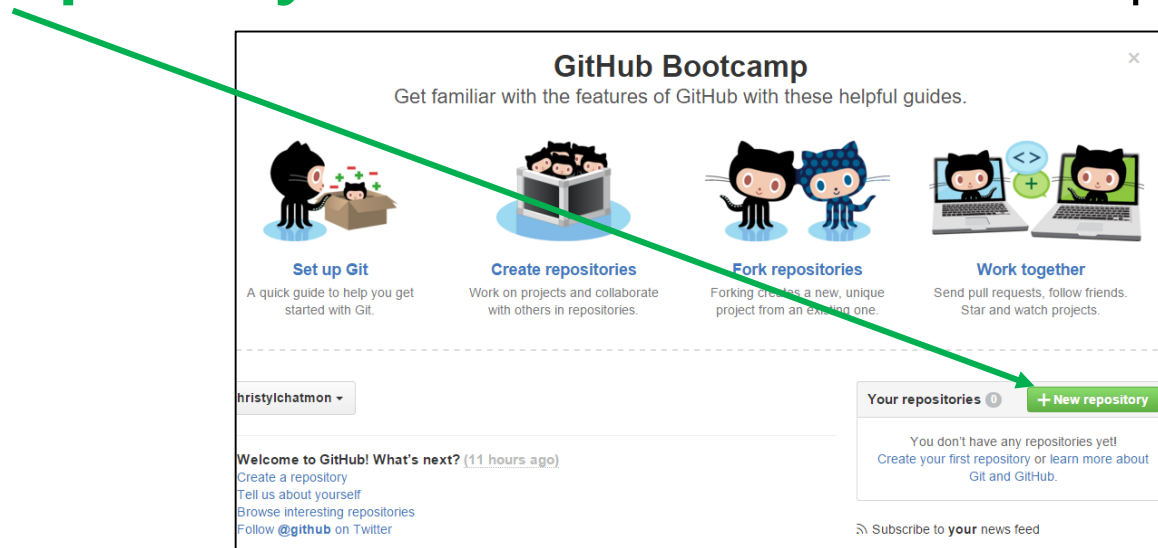 GitHub Bootcamp
×
Get familiar with the features of GitHub with these helpful guides.
Set up Git
A quick guide to help you get
started with Git.
Create repositories
Work on projects and collaborate
with others in repositories.
Fork repositories
Forking creates a new, unique
project from an existing one.
Work together
Send pull requests, follow friends.
Star and watch projects.
hristylchatmon
Your repositories 0
+ New repository
You don't have any repositories yet!
Create your first repository or learn more about
Git and GitHub.
Welcome to GitHub! What's next? (11 hours ago)
Create a repository
Tell us about yourself
Browse interesting repositories
Follow @github on Twitter
Subscribe to your news feed